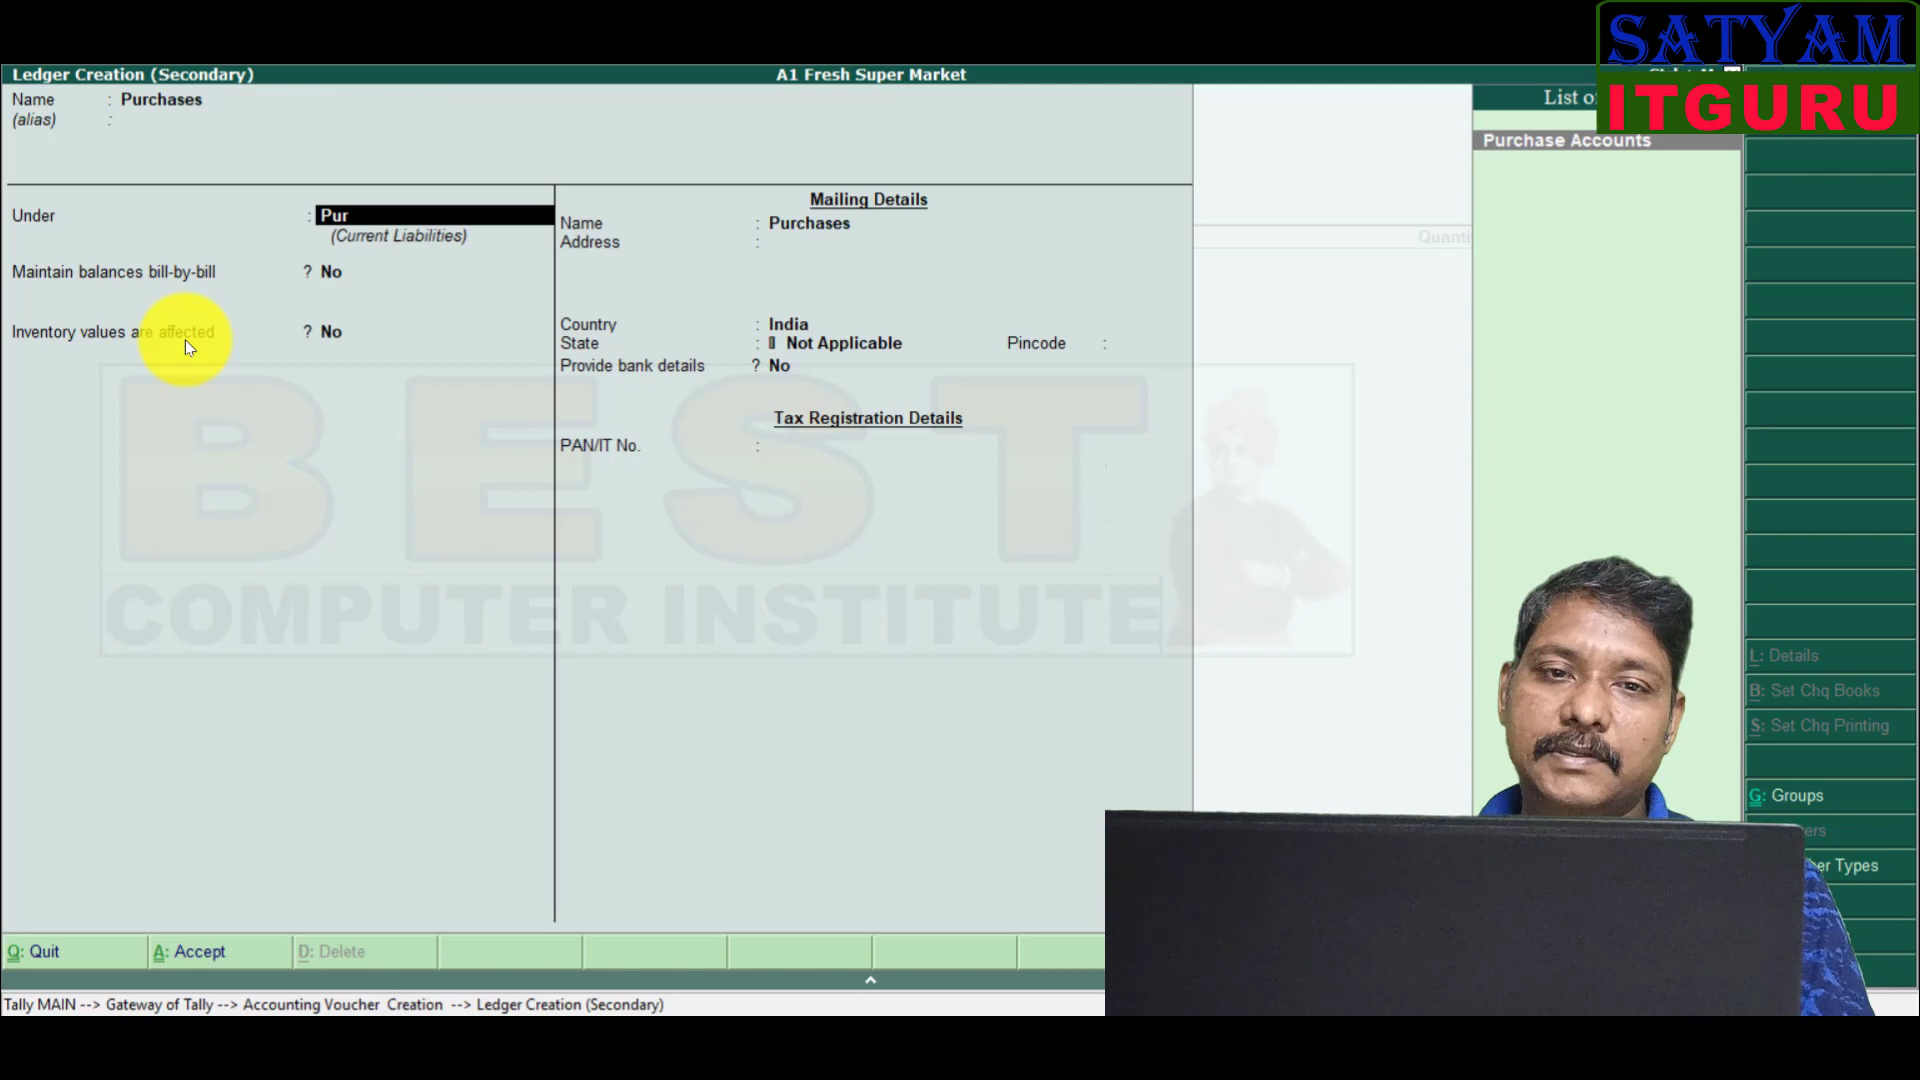 SATYAM
ITGURU
Ledger Creation (Secondary)
A1 Fresh Super Market
Name : Purchases
(alias) :
List o
Purchase Accounts
Under : Pur
(Current Liabilities)
Maintain balances bill-by-bill ? No
Inventory values are affected ? No
Mailing Details
Name : Purchases
Address :
Country : India
State : Not Applicable Pincode :
Provide bank details ? No
Tax Registration Details
PAN/IT No. :
Quanti
BEST
COMPUTER INSTITUTE
L: Details
B: Set Chq Books
S: Set Chq Printing
G: Groups
ers
er Types
Q: Quit
A: Accept
D: Delete
Tally MAIN --> Gateway of Tally --> Accounting Voucher Creation --> Ledger Creation (Secondary)